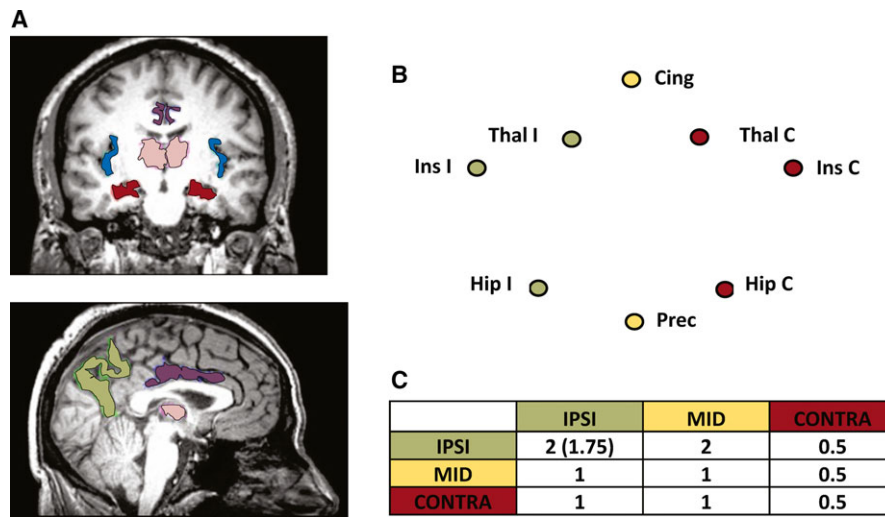 A
B
Cing
Thal I
Thal C
Ins I
Ins C
Hip I
Hip C
Prec
C
IPSI MID CONTRA
IPSI 2 (1.75) 2 0.5
MID 1 1 0.5
CONTRA 1 1 0.5